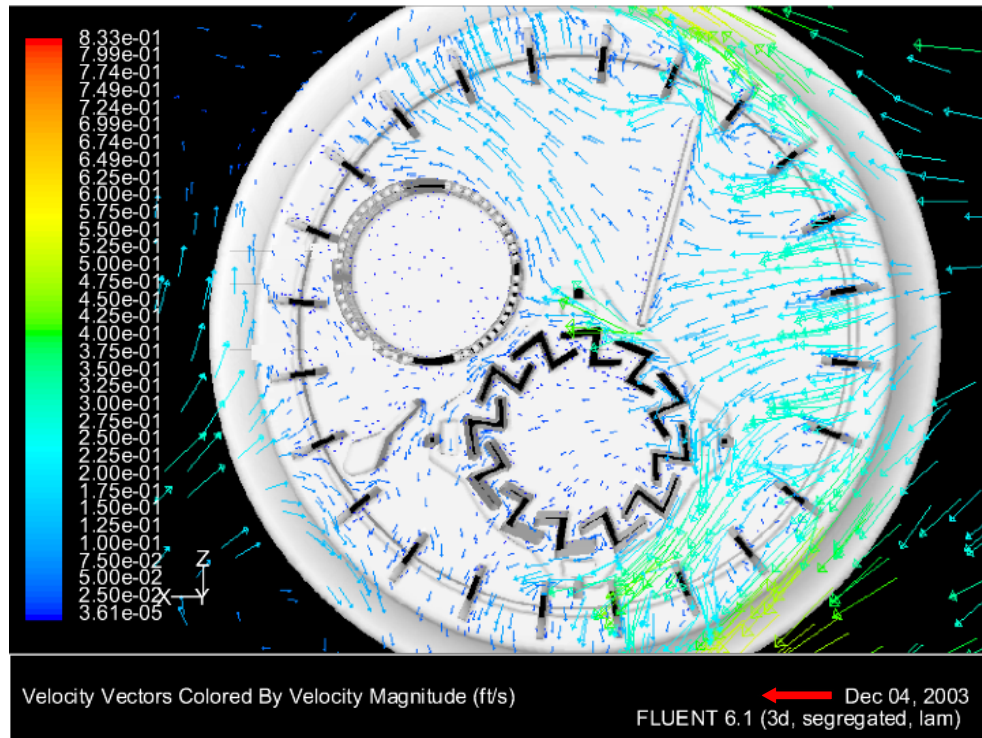 8.33e-01
7.99e-01
7.74e-01
7.49e-01
7.24e-01
6.99e-01
6.74e-01
6.49e-01
6.25e-01
6.00e-01
5.75e-01
5.50e-01
5.25e-01
5.00e-01
4.75e-01
4.50e-01
4.25e-01
4.00e-01
3.75e-01
3.50e-01
3.25e-01
3.00e-01
2.75e-01
2.50e-01
2.25e-01
2.00e-01
1.75e-01
1.50e-01
1.25e-01
1.00e-01
7.50e-02
5.00e-02
2.50e-02
3.61e-05
Z
X Y
Velocity Vectors Colored By Velocity Magnitude (ft/s)
Dec 04, 2003
FLUENT 6.1 (3d, segregated, lam)